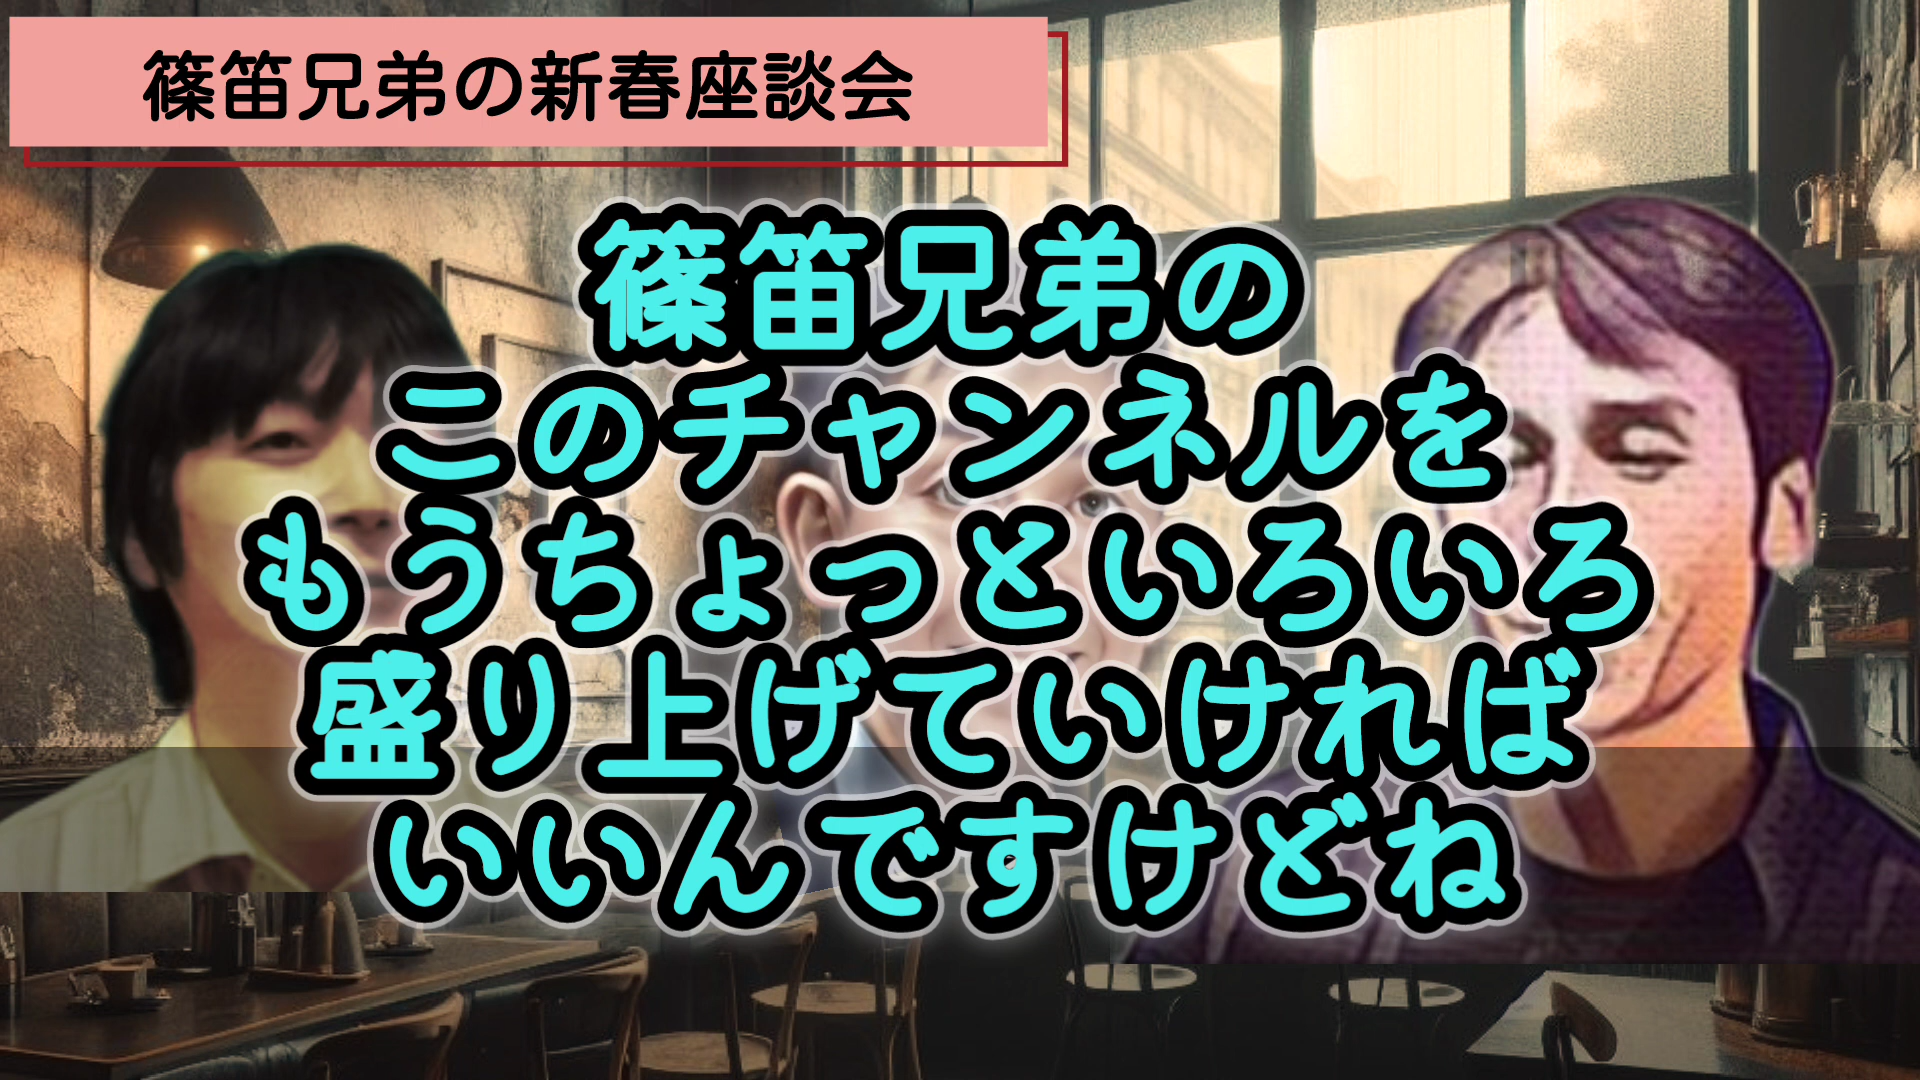 篠笛兄弟の新春座談会
篠笛兄弟の
このチャンネルを
もうちょっといろいろ
盛り上げていければ
いいんですけどね